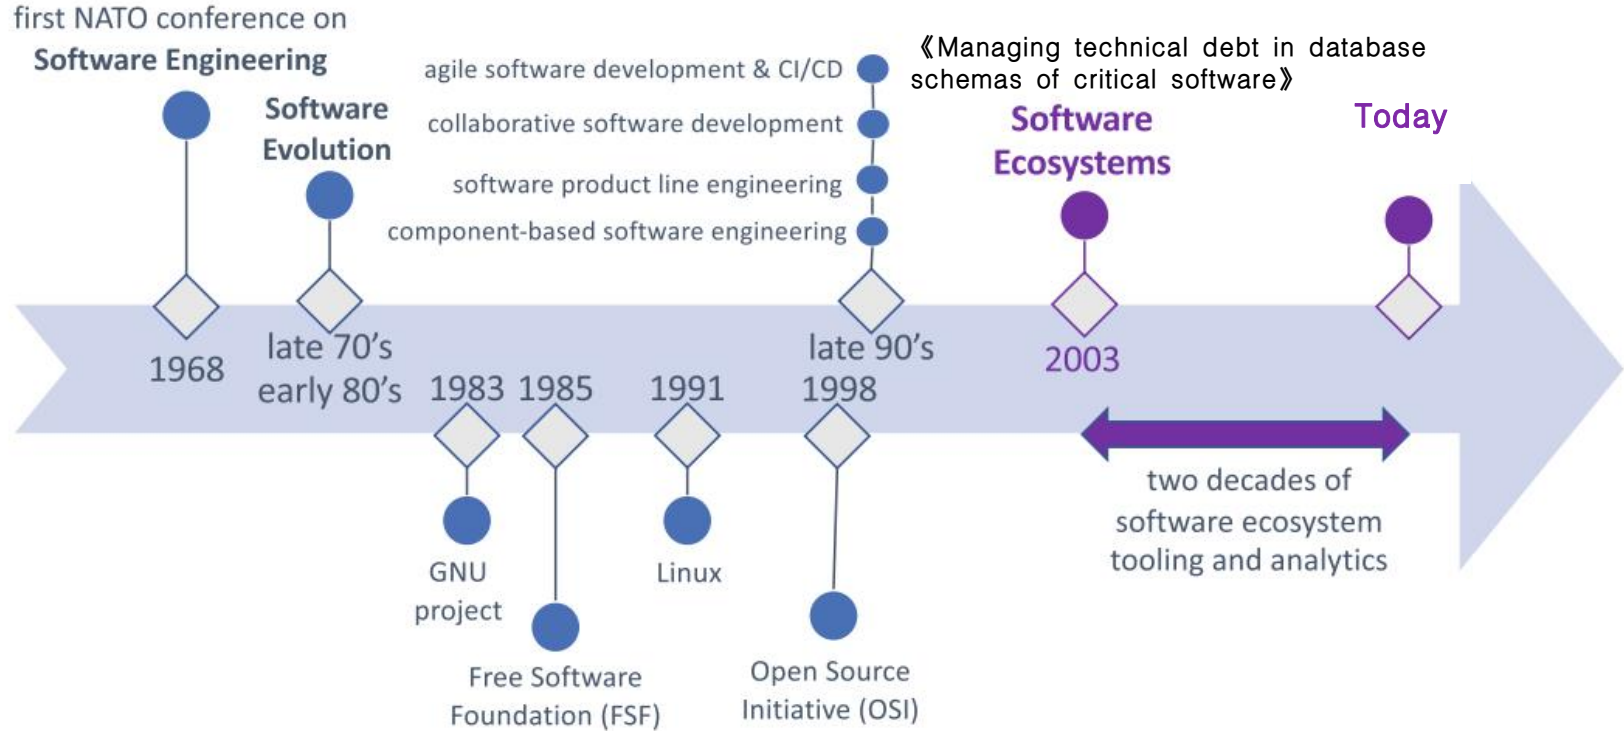 first NATO conference on
Software Engineering
Software
Evolution
agile software development & CI/CD
collaborative software development
software product line engineering
component-based software engineering
《Managing technical debt in database
schemas of critical software》
Software
Ecosystems
Today
1968
late 70's
early 80's
1983
1985
1991
late 90's
1998
2003
GNU
project
Free Software
Foundation (FSF)
Linux
Open Source
Initiative (OSI)
two decades of
software ecosystem
tooling and analytics